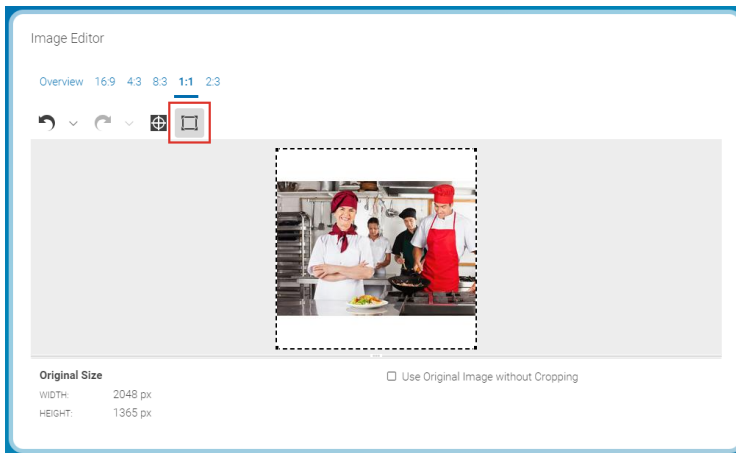 Image Editor
Overview 16:9 4:3 8:3 1:1 2:3
Original Size
Use Original Image without Cropping
WIDTH: 2048 px
HEIGHT: 1365 px